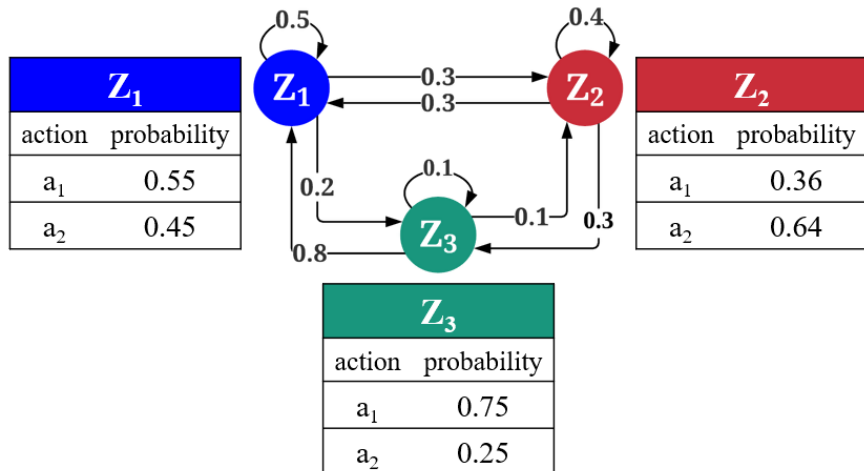 0.5
0.4
Z₁
0.3
0.3
Z₂
Z₁
action probability
a₁ 0.55
a₂ 0.45
Z₂
action probability
a₁ 0.36
a₂ 0.64
0.2
0.1
0.1
0.3
Z₃
0.8
Z₃
action probability
a₁ 0.75
a₂ 0.25